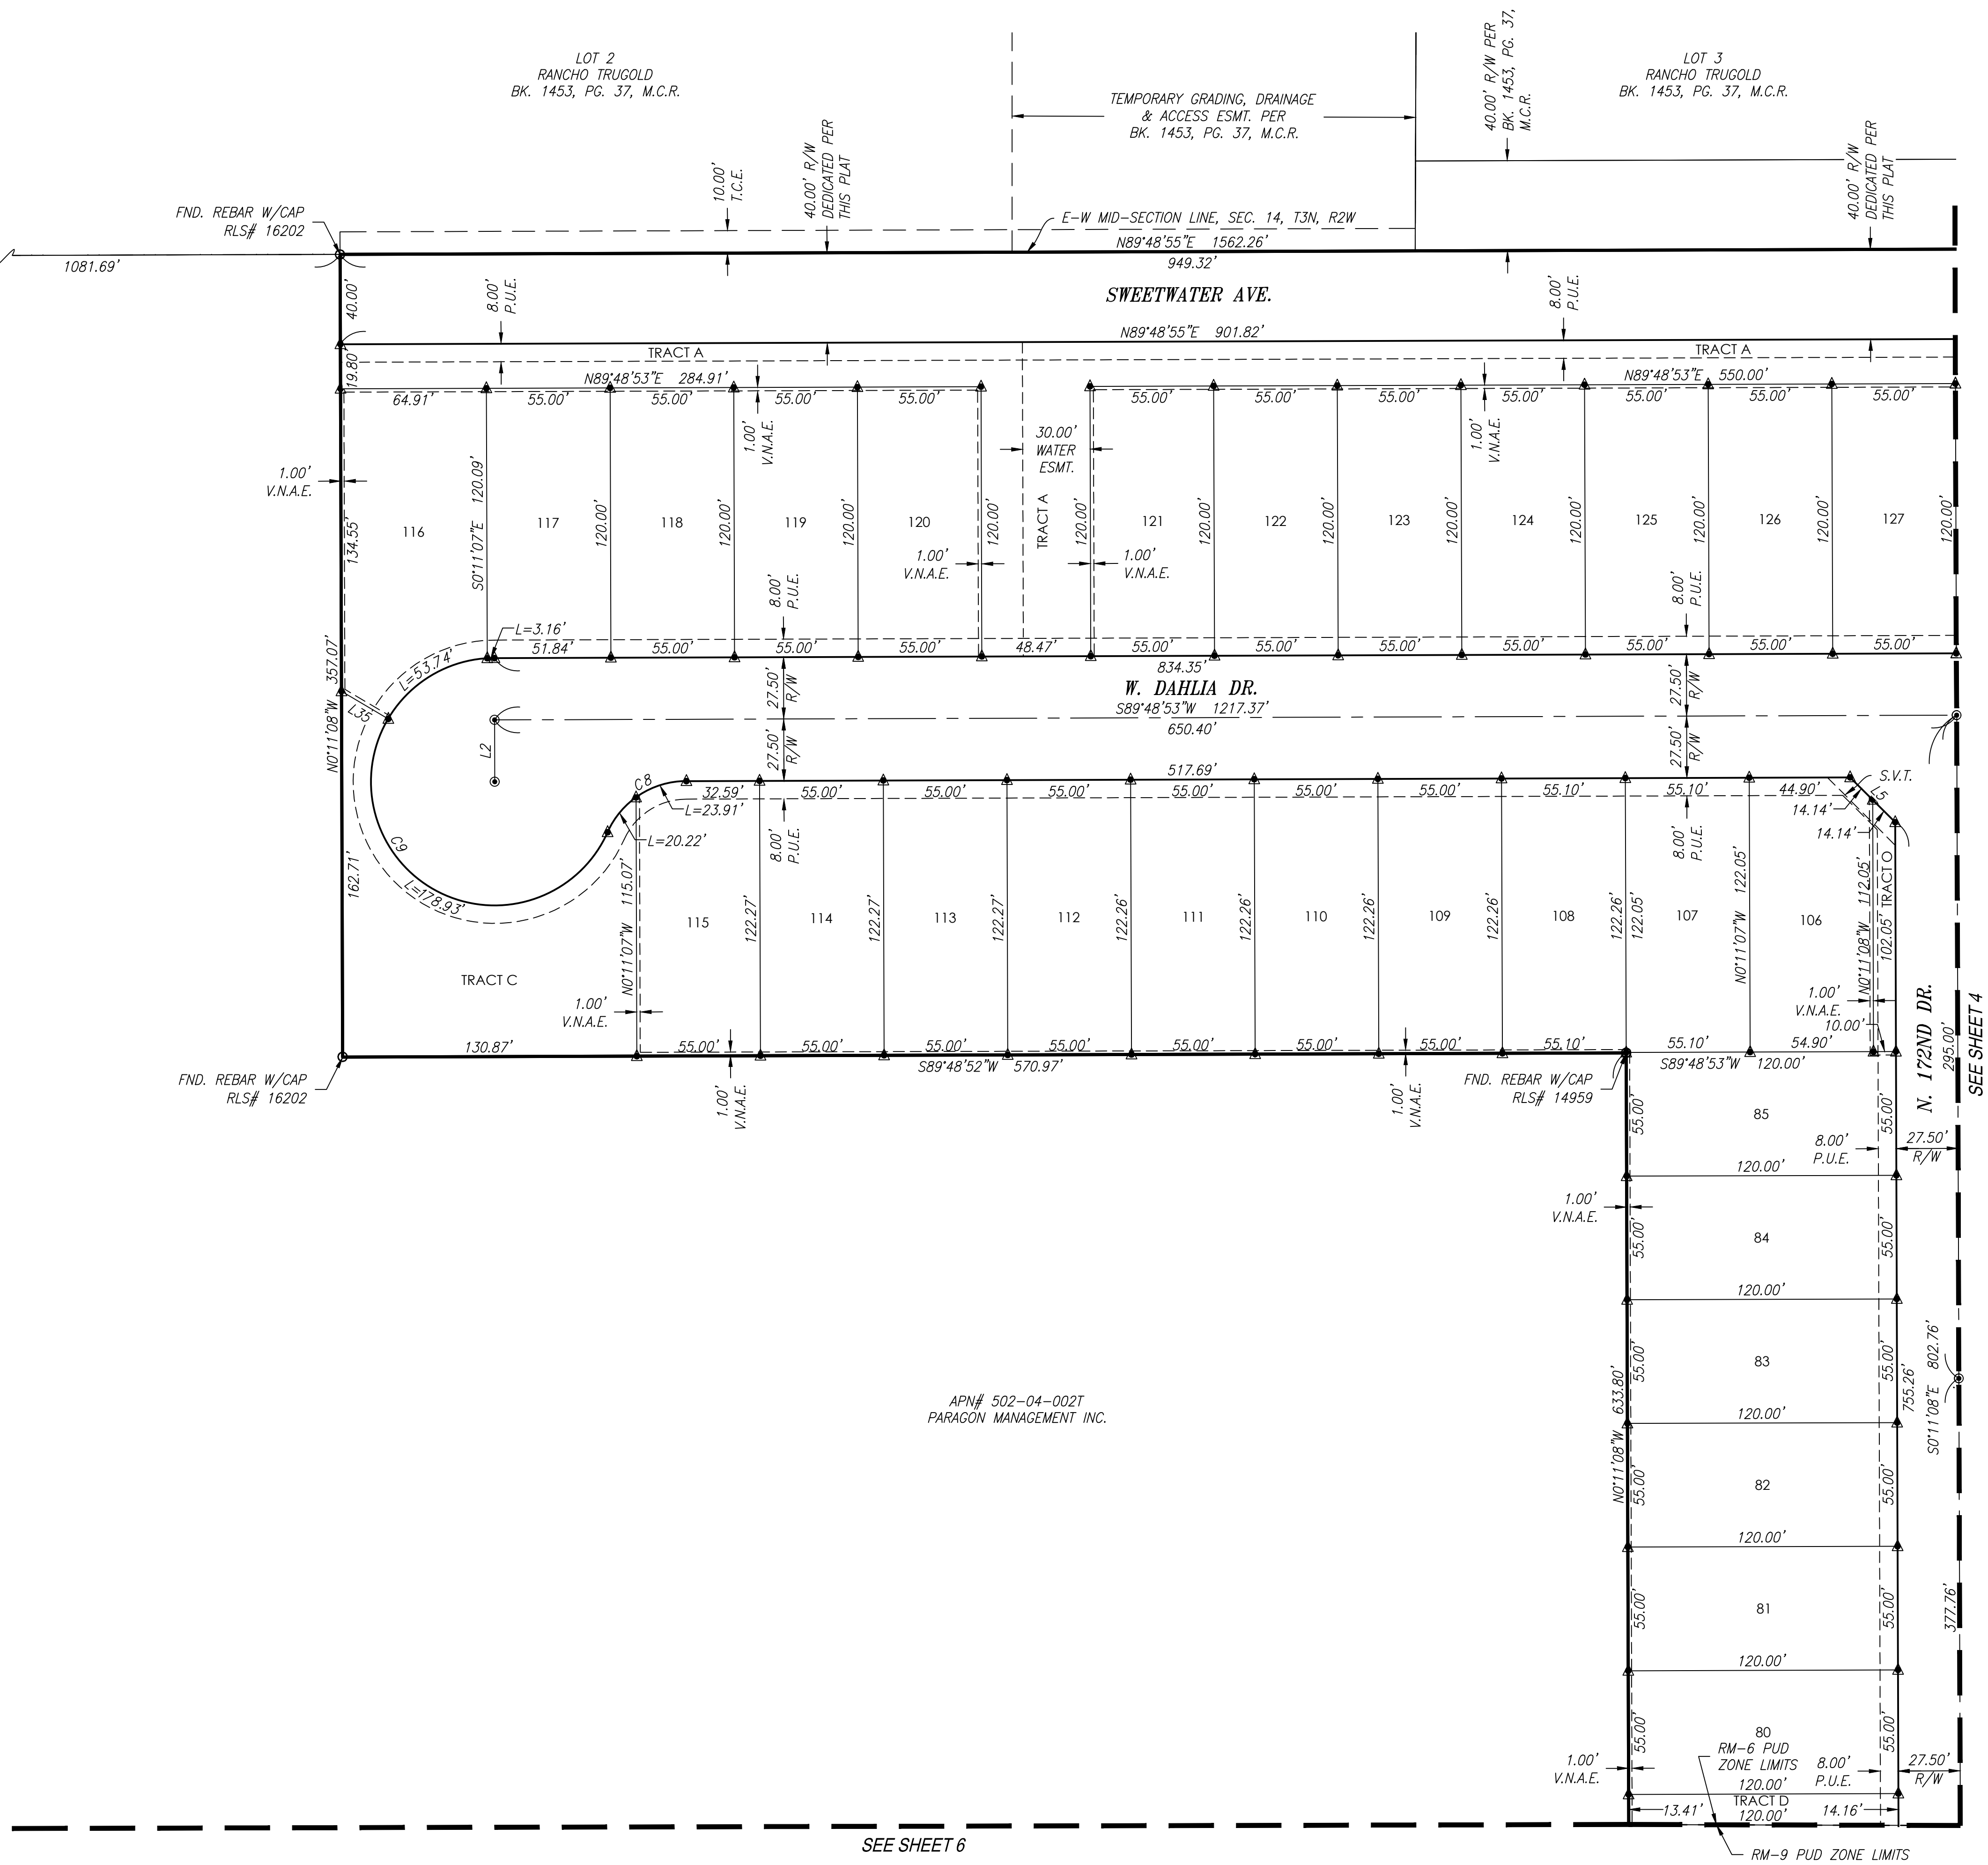 LOT 2
RANCHO TRUGOLD
BK. 1453, PG. 37, M.C.R.
TEMPORARY GRADING, DRAINAGE
& ACCESS ESMT. PER
BK. 1453, PG. 37, M.C.R.
40.00' R/W PER
BK. 1453, PG. 37,
M.C.R.
LOT 3
RANCHO TRUGOLD
BK. 1453, PG. 37, M.C.R.
10.00'
T.C.E.
40.00' R/W
DEDICATED PER
THIS PLAT
40.00' R/W
DEDICATED PER
THIS PLAT
FND. REBAR W/CAP
RLS# 16202
E-W MID-SECTION LINE, SEC. 14, T3N, R2W
N89°48'55"E 1562.26'
1081.69'
949.32'
40.00'
8.00'
P.U.E.
SWEETWATER AVE.
8.00'
P.U.E.
N89°48'55"E 901.82'
19.80'
TRACT A
TRACT A
N89°48'53"E 284.91'
N89°48'53"E 550.00'
64.91'
55.00'
55.00'
55.00'
55.00'
55.00'
55.00'
55.00'
55.00'
55.00'
55.00'
55.00'
1.00'
V.N.A.E.
30.00'
WATER
ESMT.
1.00'
V.N.A.E.
1.00'
V.N.A.E.
134.55'
116
S0°11'07"E 120.09'
117
120.00'
118
120.00'
119
120.00'
120
120.00'
TRACT A
120.00'
121
120.00'
122
120.00'
123
120.00'
124
120.00'
125
120.00'
126
120.00'
127
120.00'
1.00'
V.N.A.E.
1.00'
V.N.A.E.
8.00'
P.U.E.
8.00'
P.U.E.
L=3.16'
51.84'
55.00'
55.00'
55.00'
48.47'
55.00'
55.00'
55.00'
55.00'
55.00'
55.00'
55.00'
L=53.74'
834.35'
N0°11'08"W 357.07'
L35
27.50'
R/W
W. DAHLIA DR.
27.50'
R/W
S89°48'53"W 1217.37'
650.40'
L2
27.50'
R/W
27.50'
R/W
C8
517.69'
S.V.T.
L5
32.59'
55.00'
55.00'
55.00'
55.00'
55.00'
55.10'
55.10'
44.90'
L=23.91'
14.14'
14.14'
L=20.22'
8.00'
P.U.E.
8.00'
P.U.E.
C9
L=178.93'
162.71'
N0°11'07"W 115.07'
115
122.27'
114
122.27'
113
122.27'
112
122.26'
111
122.26'
110
122.26'
109
122.26'
108
122.26'
122.05'
107
N0°11'07"W 122.05'
106
N0°11'08"W 112.05'
102.05'
TRACT O
TRACT C
1.00'
V.N.A.E.
1.00'
V.N.A.E.
10.00'
N. 172ND DR.
295.00'
SEE SHEET 4
130.87'
55.00'
55.00'
55.00'
55.00'
55.00'
55.00'
55.00'
55.10'
55.10'
54.90'
S89°48'52"W 570.97'
S89°48'53"W 120.00'
FND. REBAR W/CAP
RLS# 16202
1.00'
V.N.A.E.
1.00'
V.N.A.E.
FND. REBAR W/CAP
RLS# 14959
55.00'
85
55.00'
8.00'
P.U.E.
27.50'
R/W
120.00'
1.00'
V.N.A.E.
55.00'
84
55.00'
120.00'
N0°11'08"W 633.80'
55.00'
83
55.00'
755.26'
S0°11'08"E 802.76'
APN# 502-04-002T
PARAGON MANAGEMENT INC.
120.00'
55.00'
82
55.00'
120.00'
55.00'
81
55.00'
377.76'
120.00'
55.00'
80
55.00'
RM-6 PUD
ZONE LIMITS
8.00'
P.U.E.
27.50'
R/W
1.00'
V.N.A.E.
120.00'
TRACT D
13.41'
120.00'
14.16'
SEE SHEET 6
RM-9 PUD ZONE LIMITS